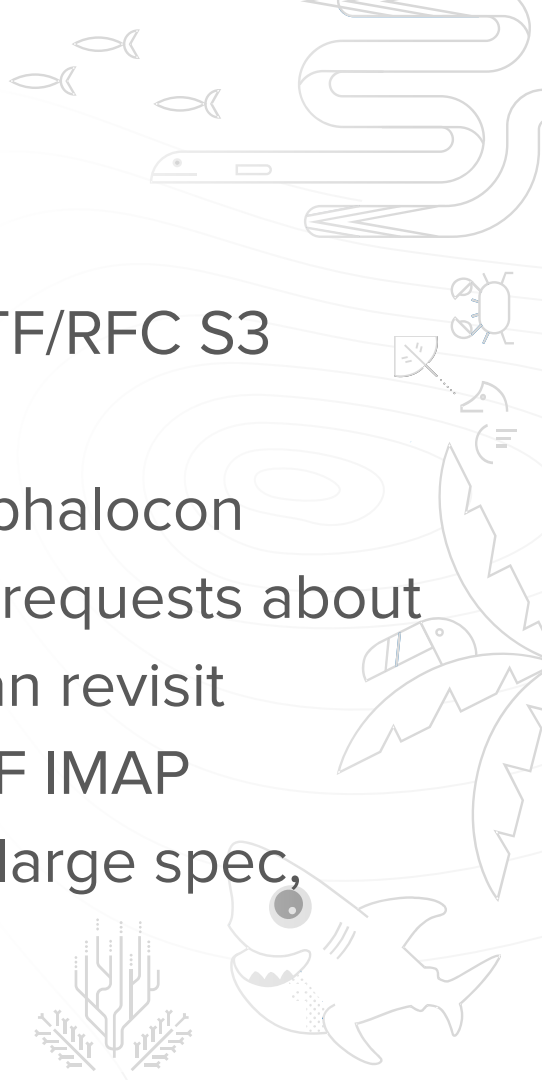 TF/RFC S3
phalocon
requests about
an revisit
F IMAP
large spec,